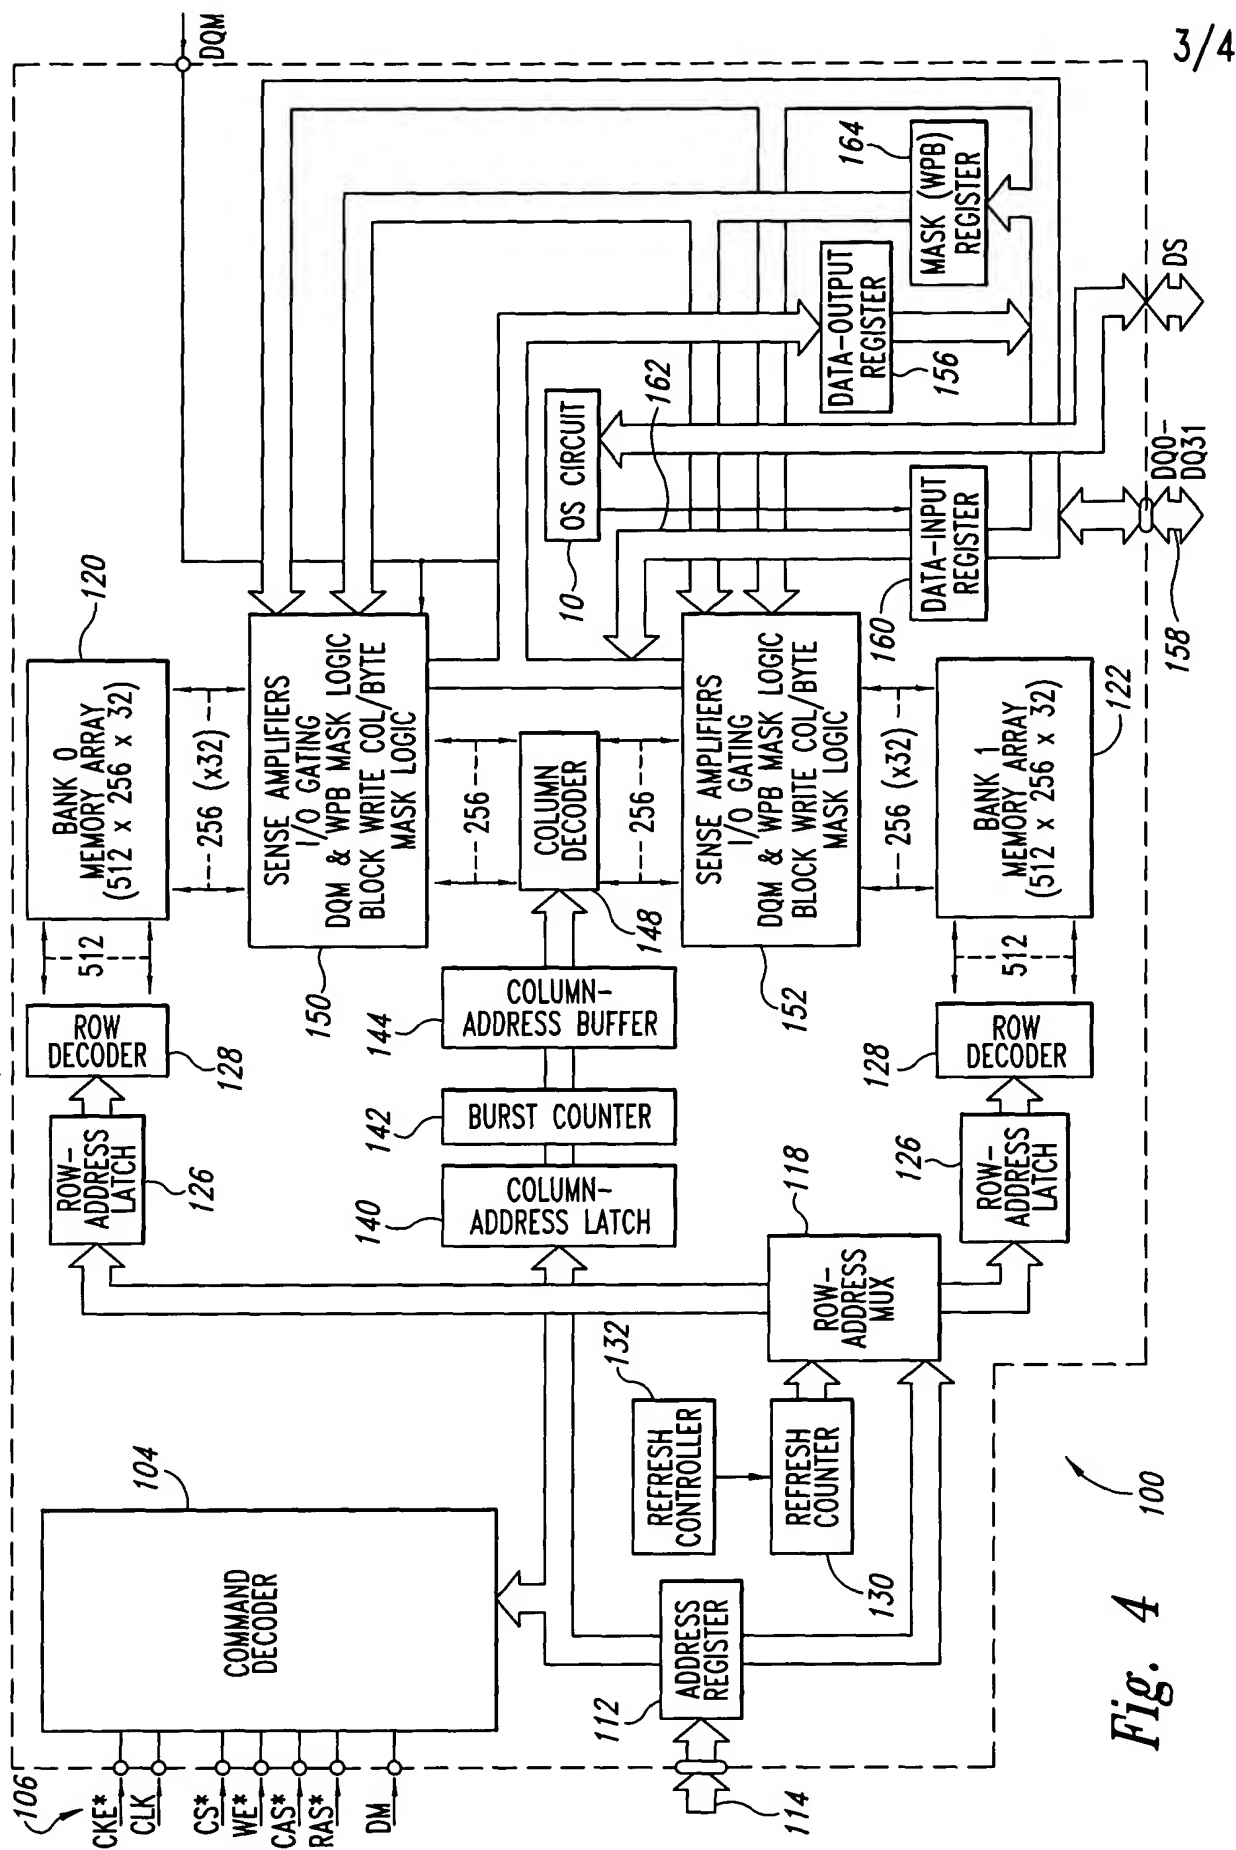 3/4
106
CKE*
CLK
CS*
WE*
CAS*
RAS*
DM
COMMAND
DECODER
104
114
112
ADDRESS
REGISTER
REFRESH
CONTROLLER
132
REFRESH
COUNTER
130
ROW-
ADDRESS
MUX
118
ROW-
ADDRESS
LATCH
126
ROW
DECODER
128
512
BANK 0
MEMORY ARRAY
(512 x 256 x 32)
120
256 (x32)
SENSE AMPLIFIERS
I/O GATING
DQM & WPB MASK LOGIC
BLOCK WRITE COL/BYTE
MASK LOGIC
150
256
COLUMN-
ADDRESS LATCH
140
BURST COUNTER
142
COLUMN-
ADDRESS BUFFER
144
COLUMN
DECODER
148
256
SENSE AMPLIFIERS
I/O GATING
DQM & WPB MASK LOGIC
BLOCK WRITE COL/BYTE
MASK LOGIC
152
256 (x32)
BANK 1
MEMORY ARRAY
(512 x 256 x 32)
122
512
ROW
DECODER
128
ROW-
ADDRESS
LATCH
126
OS CIRCUIT
10
162
DATA-INPUT
REGISTER
160
DATA-OUTPUT
REGISTER
156
MASK (WPB)
REGISTER
164
DQM
DQ0-
DQ31
158
DS
100
Fig. 4